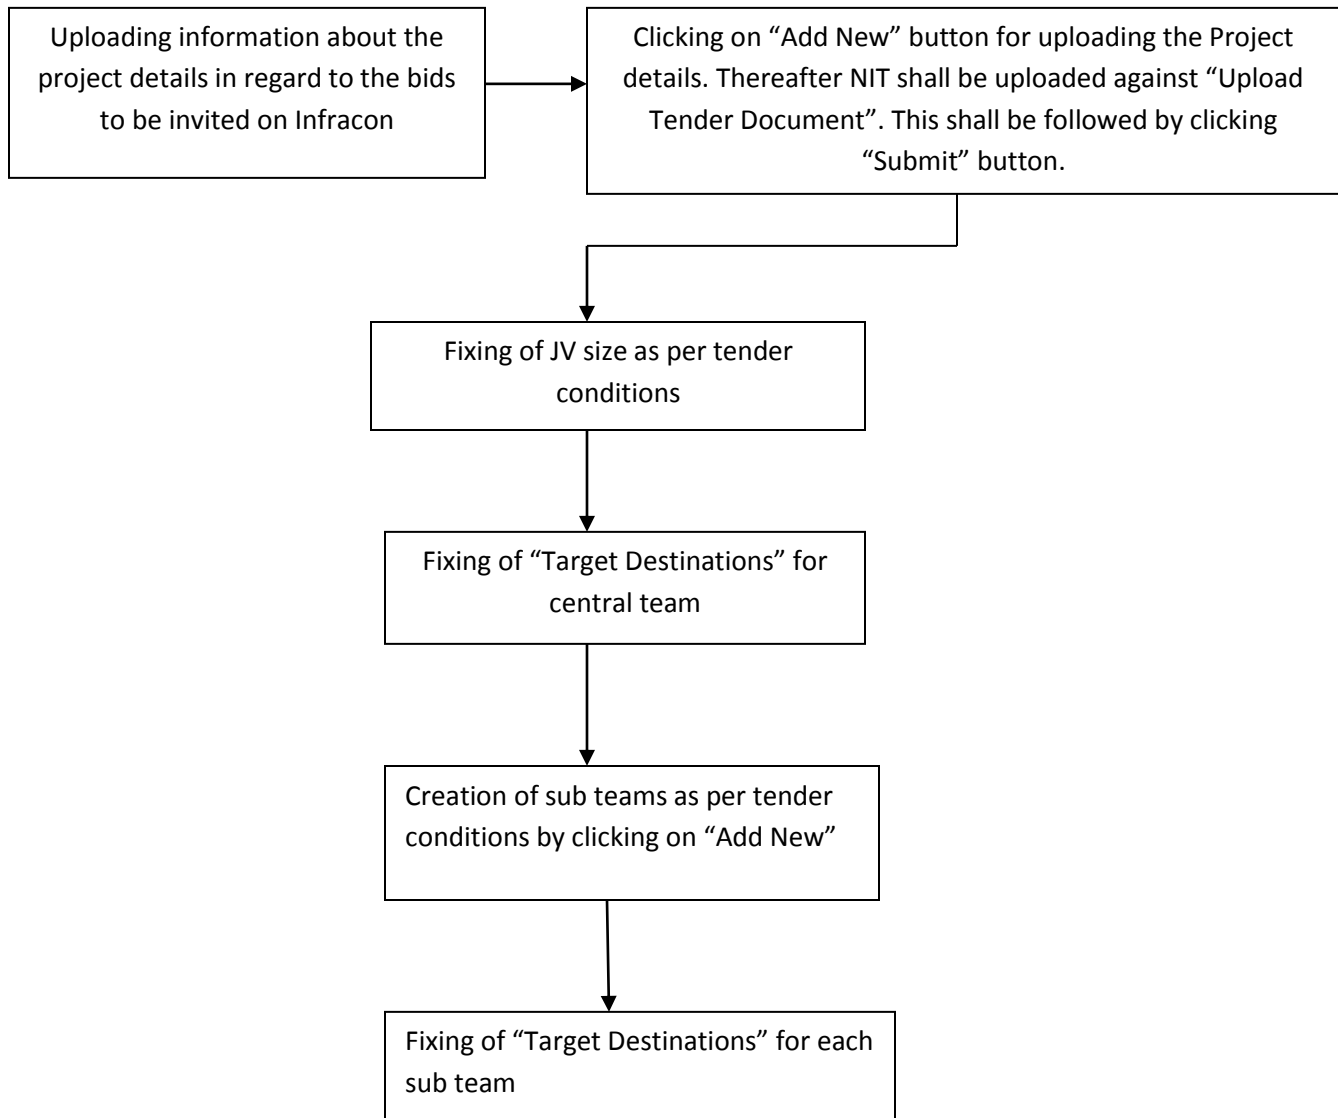 Uploading information about the
project details in regard to the bids
to be invited on Infracon
Clicking on “Add New” button for uploading the Project
details. Thereafter NIT shall be uploaded against “Upload
Tender Document”. This shall be followed by clicking
“Submit” button.
Fixing of JV size as per tender
conditions
Fixing of “Target Destinations” for
central team
Creation of sub teams as per tender
conditions by clicking on “Add New”
Fixing of “Target Destinations” for each
sub team